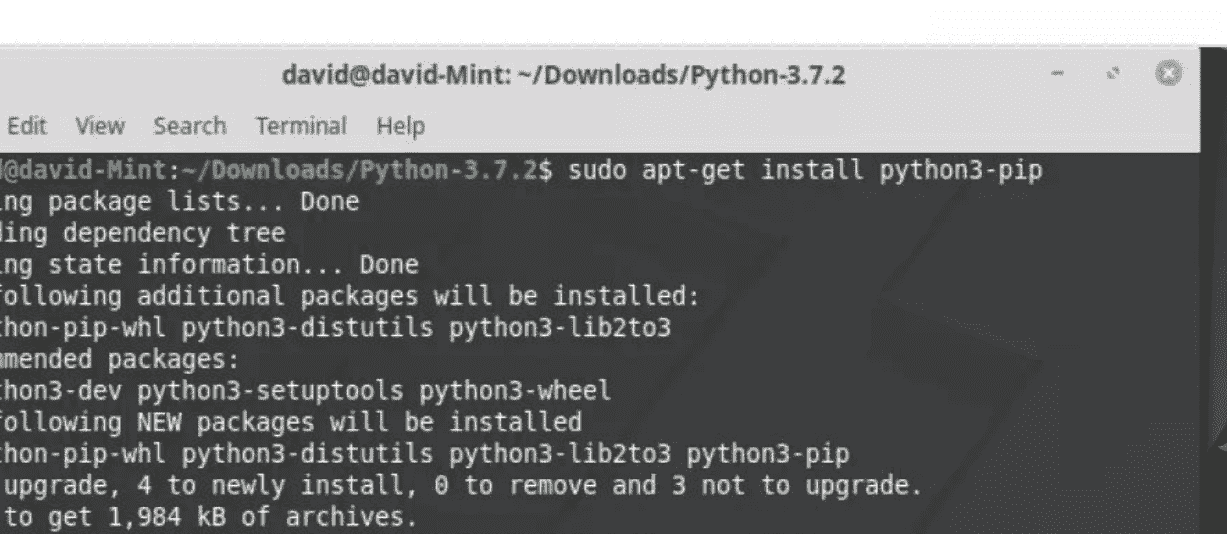 david@david-Mint: ~/Downloads/Python-3.7.2
Edit View Search Terminal Help
@david-Mint:~/Downloads/Python-3.7.2$ sudo apt-get install python3-pip
ing package lists... Done
ding dependency tree
ing state information... Done
following additional packages will be installed:
thon-pip-whl python3-distutils python3-lib2to3
mmended packages:
thon3-dev python3-setuptools python3-wheel
following NEW packages will be installed
thon-pip-whl python3-distutils python3-lib2to3 python3-pip
upgrade, 4 to newly install, 0 to remove and 3 not to upgrade.
to get 1,984 kB of archives.